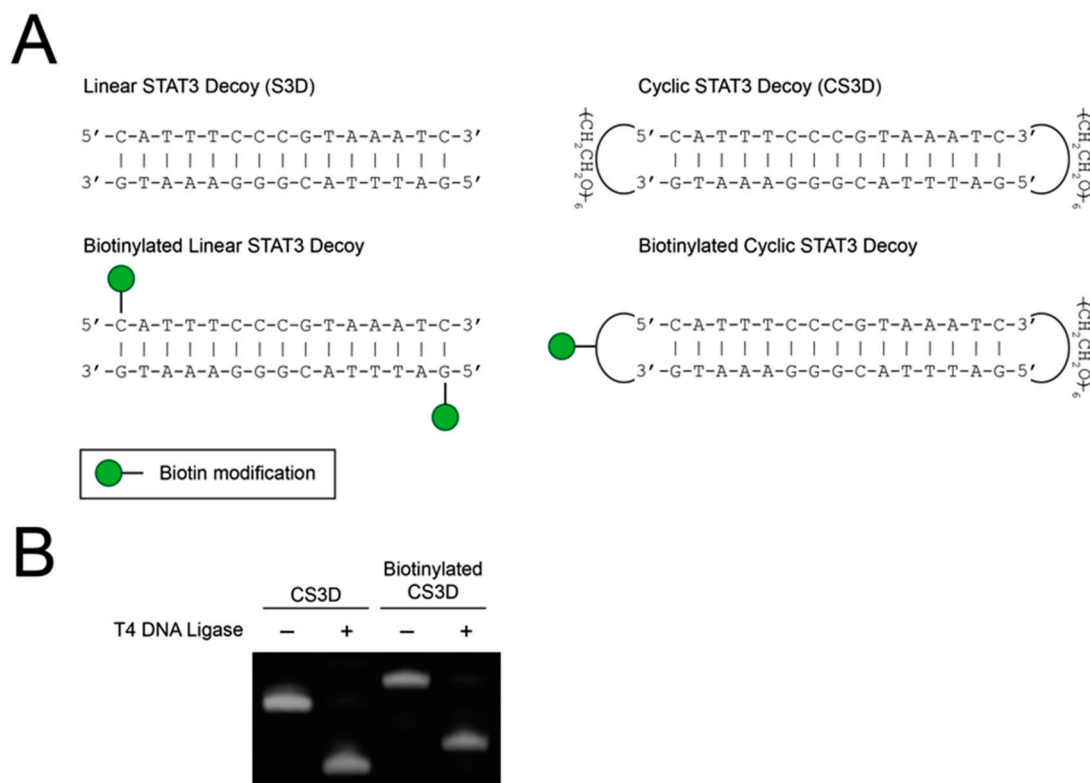 A
Linear STAT3 Decoy (S3D)
5′-C-A-T-T-T-C-C-C-G-T-A-A-A-T-C-3′
3′-G-T-A-A-A-G-G-G-C-A-T-T-T-A-G-5′
Cyclic STAT3 Decoy (CS3D)
-(CH2CH2O)-6
5′-C-A-T-T-T-C-C-C-G-T-A-A-A-T-C-3′
3′-G-T-A-A-A-G-G-G-C-A-T-T-T-A-G-5′
-(CH2CH2O)-6
Biotinylated Linear STAT3 Decoy
5′-C-A-T-T-T-C-C-C-G-T-A-A-A-T-C-3′
3′-G-T-A-A-A-G-G-G-C-A-T-T-T-A-G-5′
Biotinylated Cyclic STAT3 Decoy
5′-C-A-T-T-T-C-C-C-G-T-A-A-A-T-C-3′
3′-G-T-A-A-A-G-G-G-C-A-T-T-T-A-G-5′
-(CH2CH2O)-6
Biotin modification
B
CS3D
Biotinylated
CS3D
T4 DNA Ligase − + − +